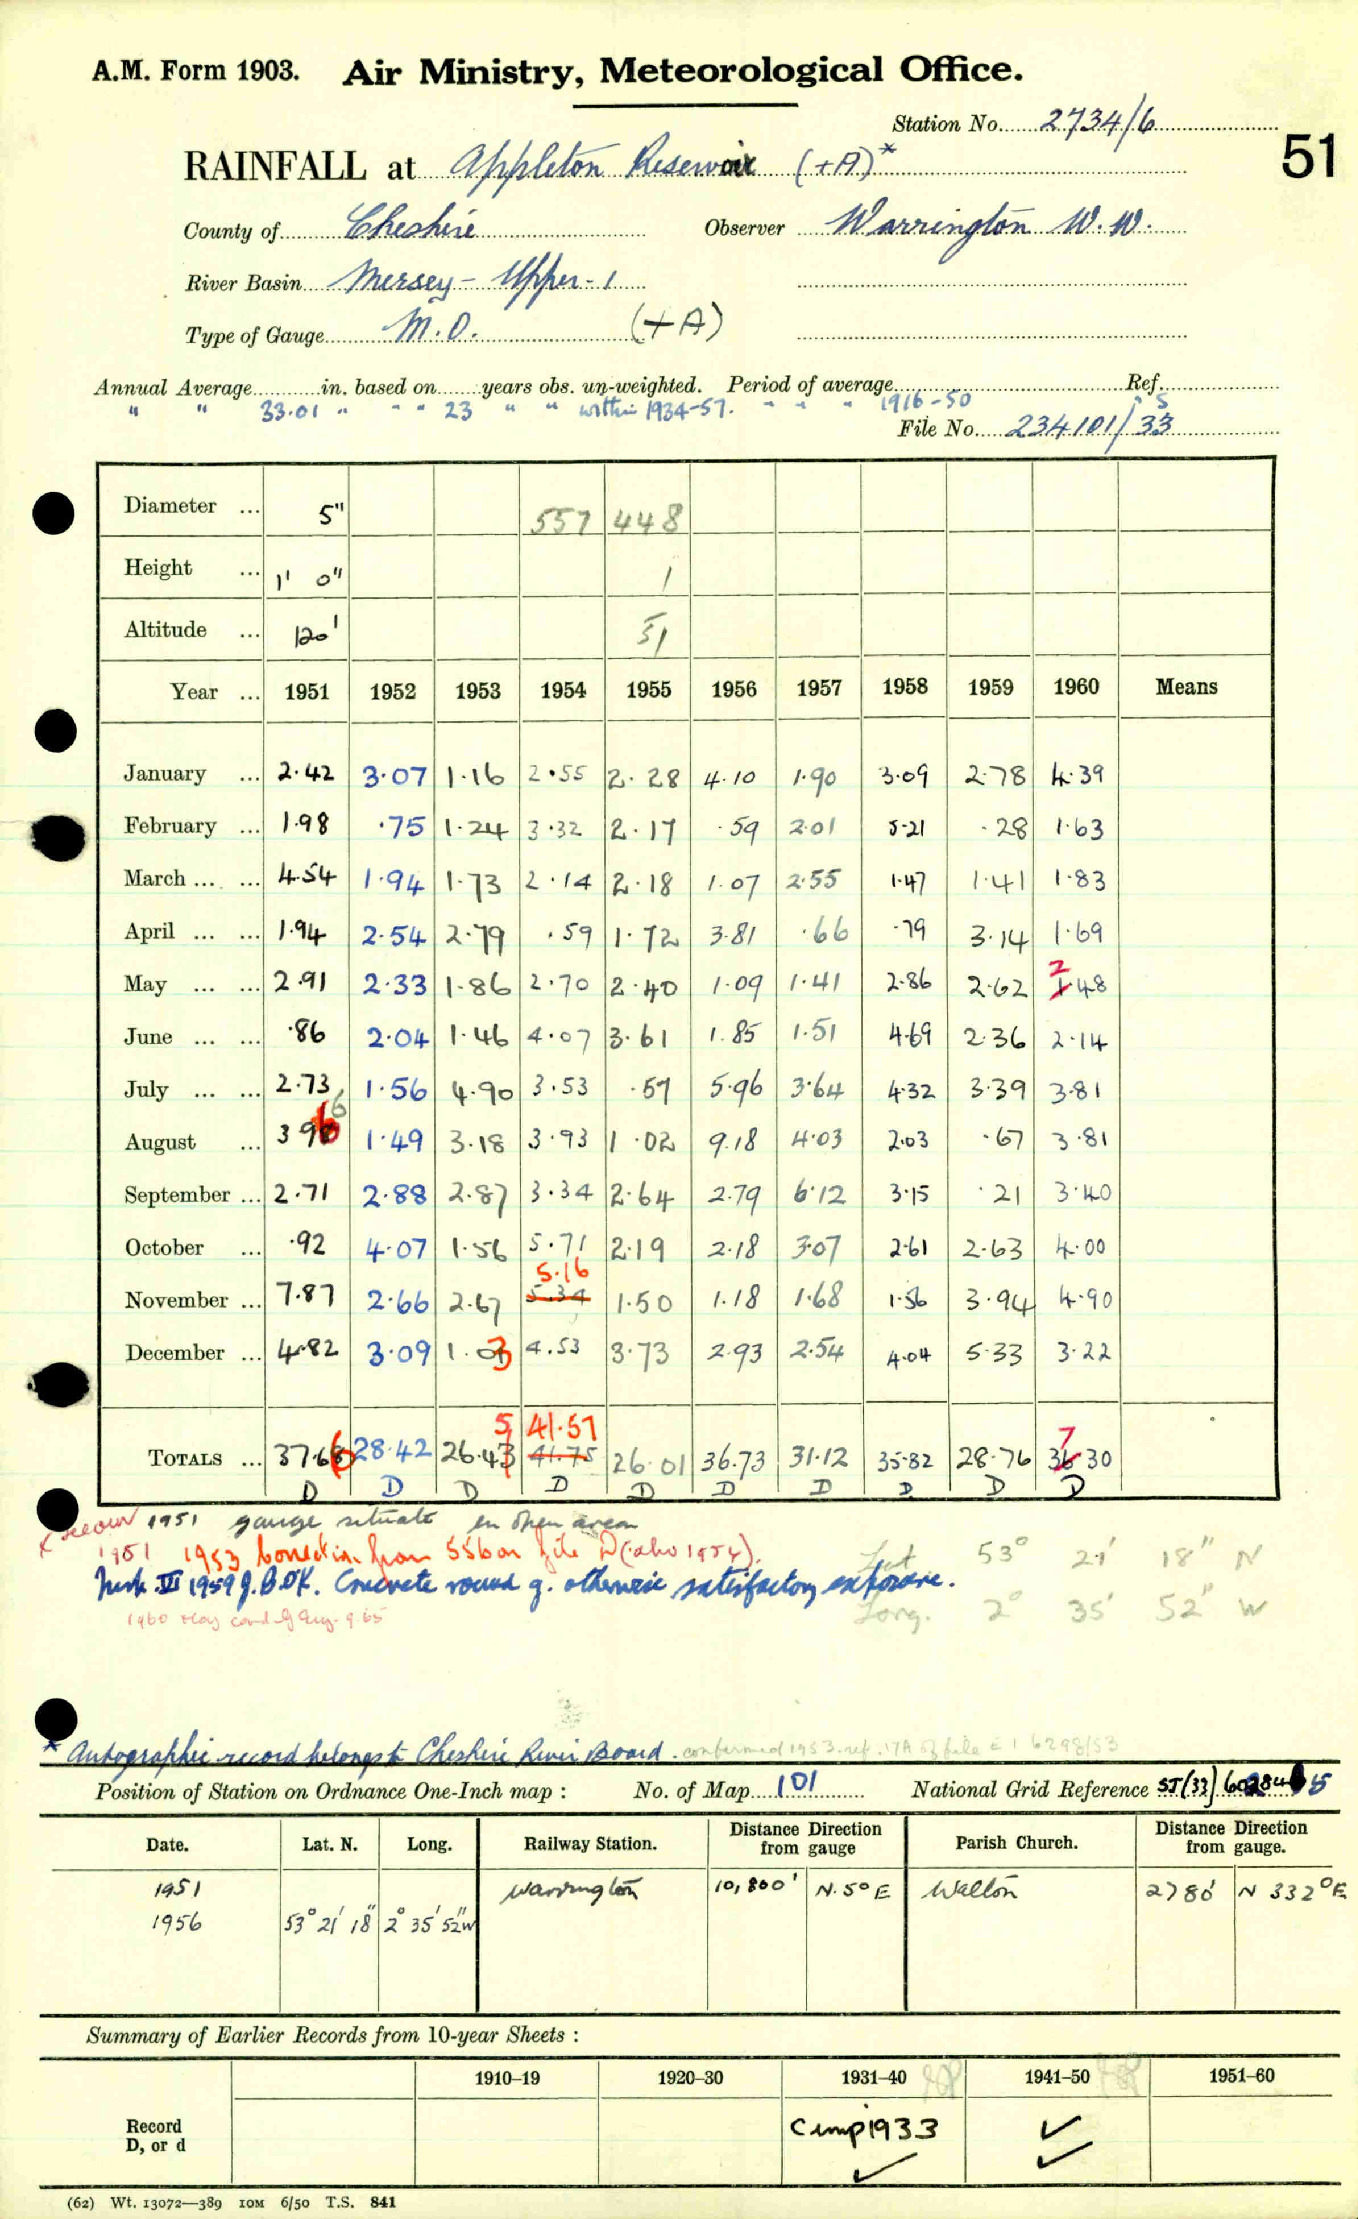 A.M. Form 1903. Air Ministry, Meteorological Office.
Station No. 2734/6
51
RAINFALL at Appleton Reservoir (+A)*
County of Cheshire Observer Warrington W.W.
River Basin Mersey - Upper - 1
Type of Gauge M.O. (+A)
Annual Average in. based on years obs. un-weighted. Period of average Ref.
" " 33.01 " " " 23 " " within 1934-57. " " " 1916-50
File No. 234101/33
Diameter ... 5" 557 448
Height ... 1' 0" 1
Altitude ... 120' 51
Year ... 1951 1952 1953 1954 1955 1956 1957 1958 1959 1960 Means
January ... 2.42 3.07 1.16 2.55 2.28 4.10 1.90 3.09 2.78 4.39
February ... 1.98 .75 1.24 3.32 2.17 .59 2.01 5.21 .28 1.63
March ... ... 4.54 1.94 1.73 2.14 2.18 1.07 2.55 1.47 1.41 1.83
April ... ... 1.94 2.54 2.79 .59 1.72 3.81 .66 .79 3.14 1.69
2
May ... ... 2.91 2.33 1.86 2.70 2.40 1.09 1.41 2.86 2.62 1.48
June ... ... .86 2.04 1.46 4.07 3.61 1.85 1.51 4.69 2.36 2.14
July ... ... 2.73 1.56 4.90 3.53 .57 5.96 3.64 4.32 3.39 3.81
6
August ... 3.96 1.49 3.18 3.93 1.02 9.18 4.03 2.03 .67 3.81
September ... 2.71 2.88 2.87 3.34 2.64 2.79 6.12 3.15 .21 3.40
October ... .92 4.07 1.56 5.71 2.19 2.18 3.07 2.61 2.63 4.00
5.16
November ... 7.87 2.66 2.67 5.34 1.50 1.18 1.68 1.56 3.94 4.90
December ... 4.82 3.09 1.03 4.53 3.73 2.93 2.54 4.04 5.33 3.22
5 41.57 7
TOTALS ... 37.66 28.42 26.43 41.75 26.01 36.73 31.12 35.82 28.76 36.30
D D D D D D D D D D
1951 gauge situate in open area
1951 1953 Correction from 55b on file D (also 1954).
Lat 53° 21' 18" N
Insp. VII 1959 J.B.D.K. Concrete round g. otherwise satisfactory exposure.
Long. 2° 35' 52" W
1960 May Aug. 9.65
* Autographic record belongs to Cheshire River Board. confirmed 1953 ref. 17A of file E1 6298/53
Position of Station on Ordnance One-Inch map : No. of Map 101 National Grid Reference SJ (33)
Date. Lat. N. Long. Railway Station. Distance from gauge Direction Parish Church. Distance from gauge. Direction
1951 Warrington 10,800' N.5°E Walton 2780' N 332°E
1956 53° 21' 18" 2° 35' 52"W
Summary of Earlier Records from 10-year Sheets :
1910–19 1920–30 1931–40 1941–50 1951–60
Record D, or d
Comp 1933 ✓ ✓ ✓
(62) Wt. 13072—389 10M 6/50 T.S. 841